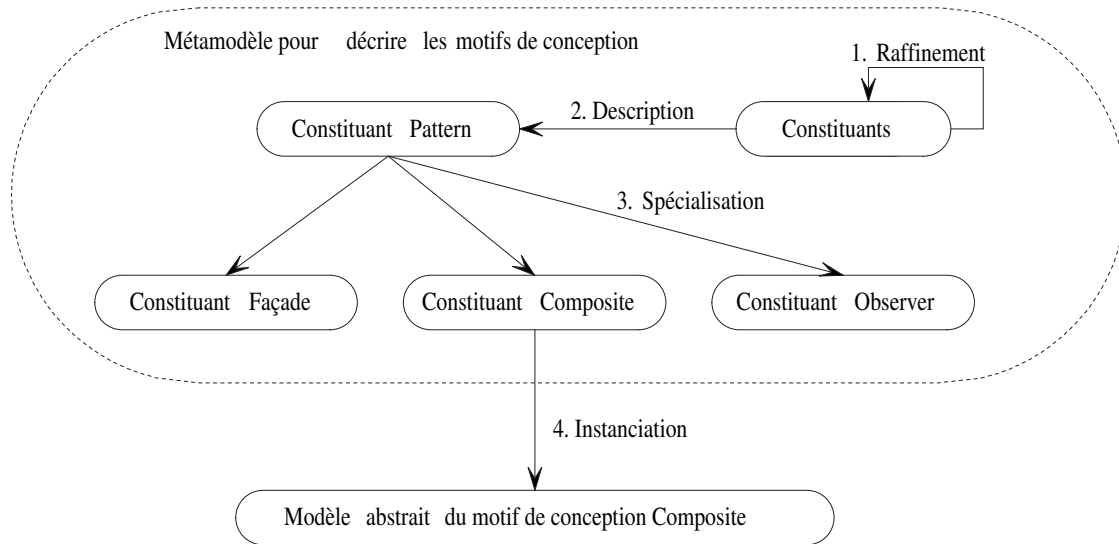 Métamodèle pour décrire les motifs de conception
1. Raffinement
Constituant Pattern
2. Description
Constituants
3. Spécialisation
Constituant Façade
Constituant Composite
Constituant Observer
4. Instanciation
Modèle abstrait du motif de conception Composite